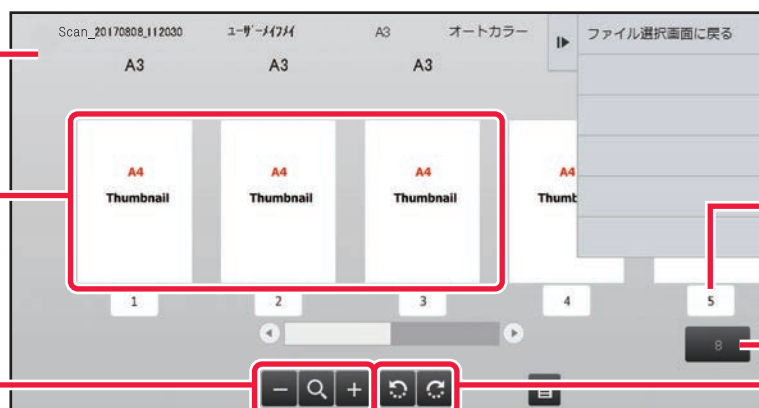 Scan_20170808_112030 ユーザーメイフメイ A3 オートカラー ファイル選択画面に戻る
A3 A3 A3
A4 A4 A4 A4
Thumbnail Thumbnail Thumbnail Thumb
1 2 3 4 5
8